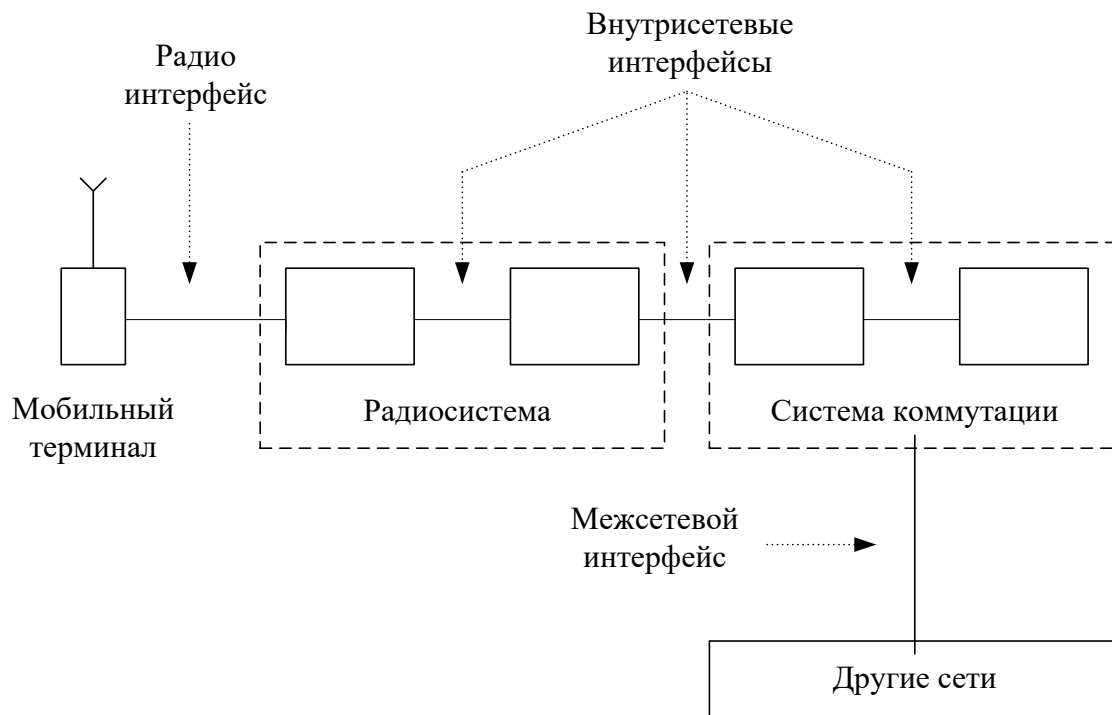 Радио
интерфейс
Внутрисетевые
интерфейсы
Мобильный
терминал
Радиосистема
Система коммутации
Межсетевой
интерфейс
Другие сети